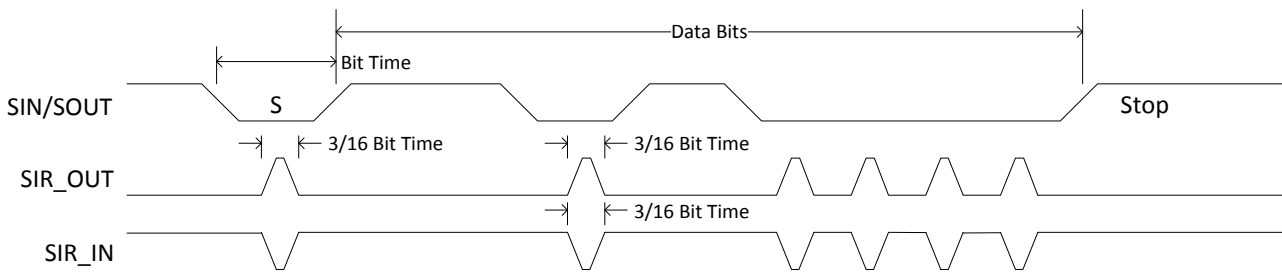 Data Bits
Bit Time
SIN/SOUT
S
Stop
3/16 Bit Time
3/16 Bit Time
SIR_OUT
3/16 Bit Time
SIR_IN